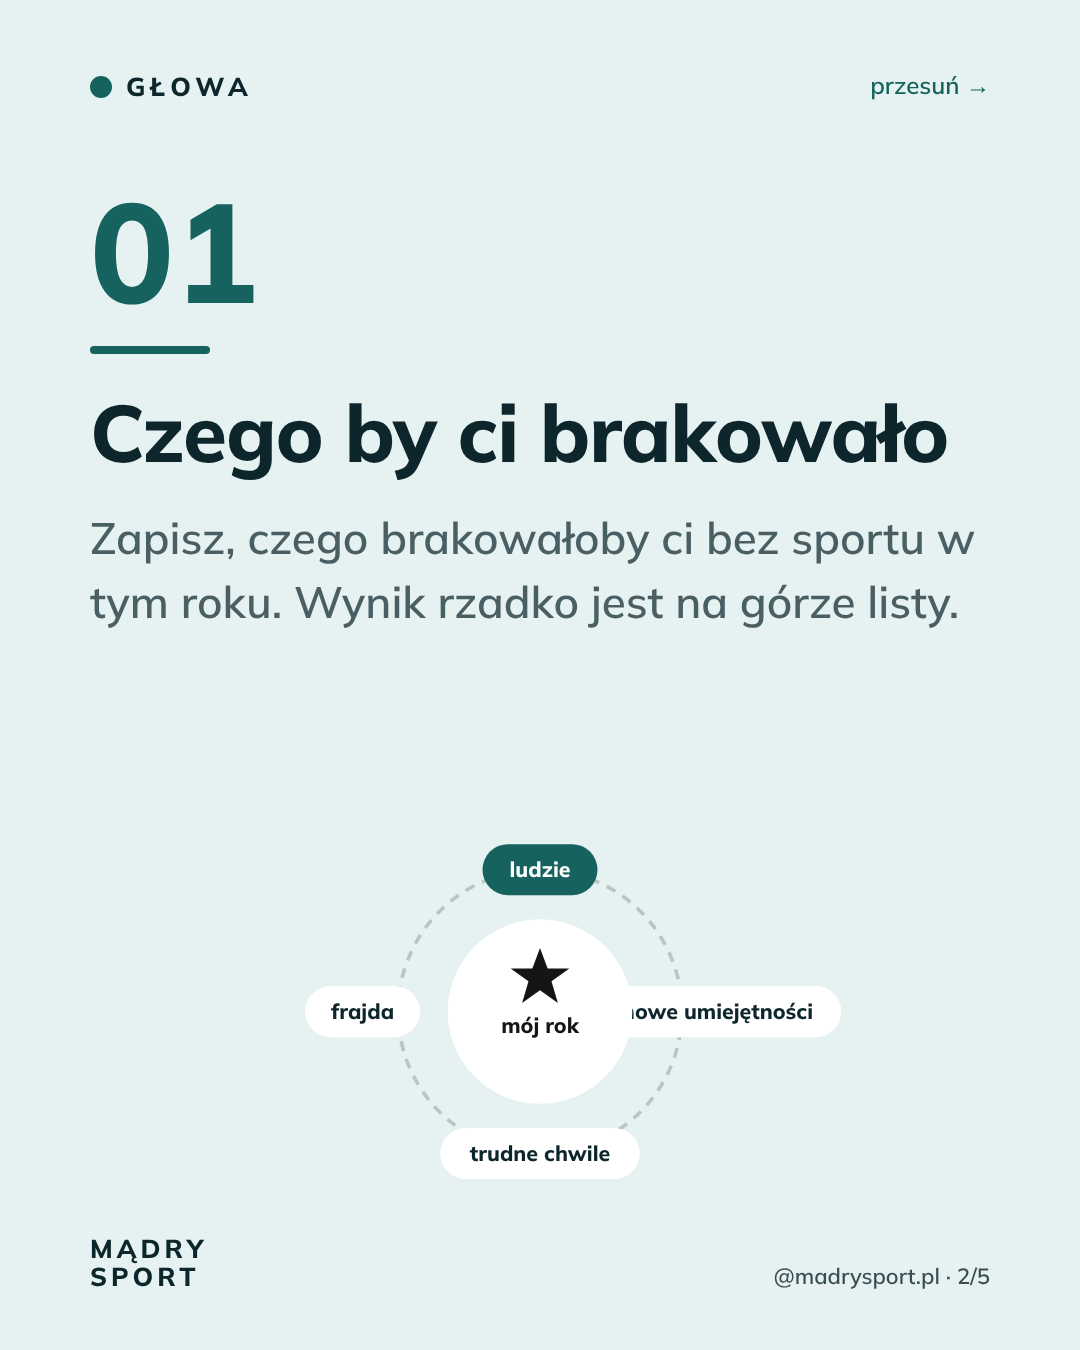 GŁOWA
przesuń →
01
Czego by ci brakowało
Zapisz, czego brakowałoby ci bez sportu w
tym roku. Wynik rzadko jest na górze listy.
ludzie
frajda
mój rok
umiejętności
trudne chwile
MĄDRY
SPORT
@madrysport.pl · 2/5